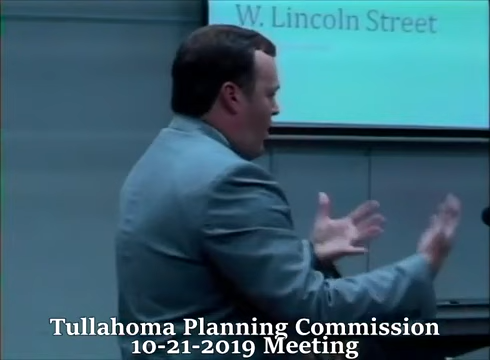 W. Lincoln Street
Tullahoma Planning Commission
10-21-2019 Meeting